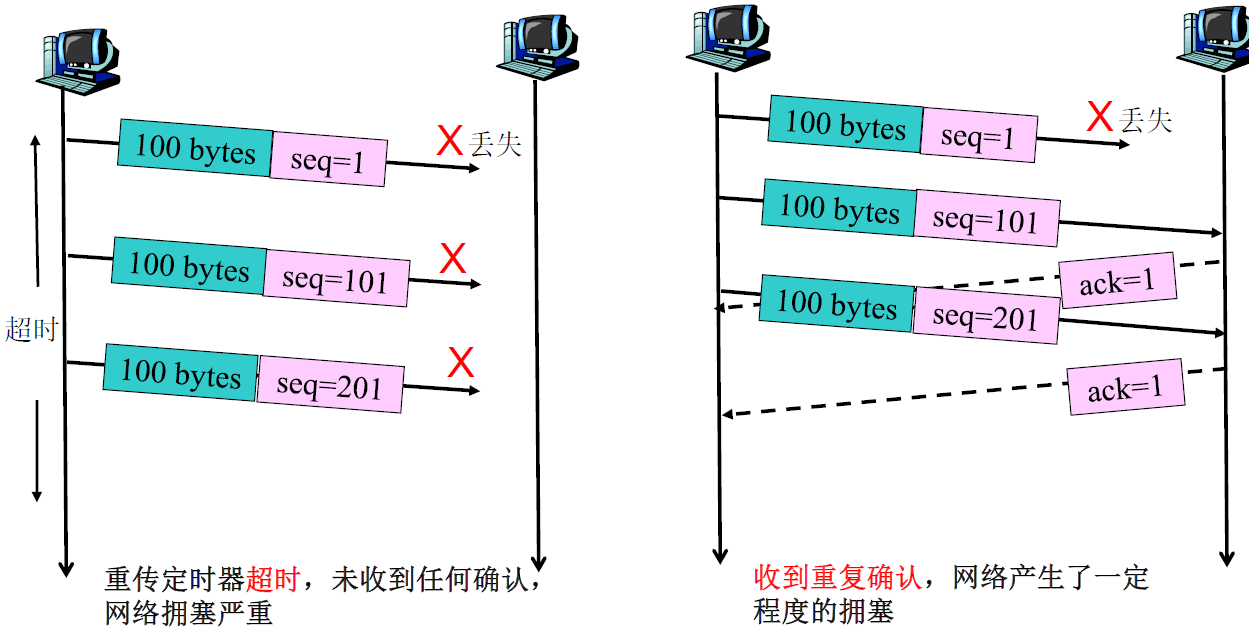 100 bytes seq=1 X 丢失
100 bytes seq=101 X
超时
100 bytes seq=201 X
重传定时器超时，未收到任何确认，
网络拥塞严重
100 bytes seq=1 X 丢失
100 bytes seq=101
ack=1
100 bytes seq=201
ack=1
收到重复确认，网络产生了一定
程度的拥塞